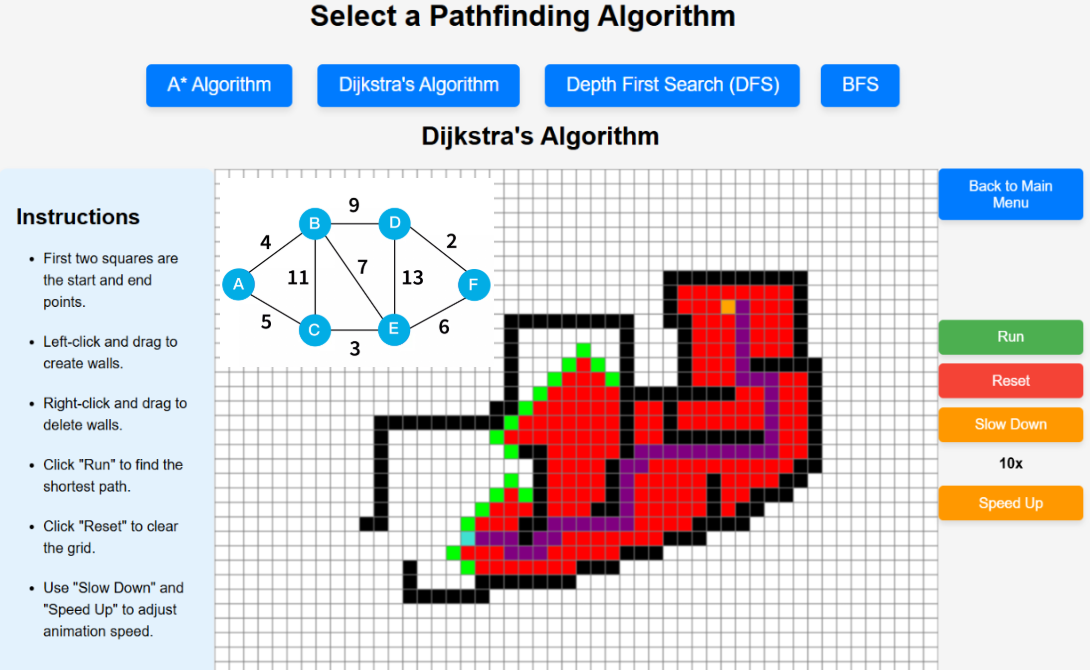 Select a Pathfinding Algorithm
A* Algorithm
Dijkstra's Algorithm
Depth First Search (DFS)
BFS
Dijkstra's Algorithm
Instructions
• First two squares are
the start and end
points.
• Left-click and drag to
create walls.
• Right-click and drag to
delete walls.
• Click "Run" to find the
shortest path.
• Click "Reset" to clear
the grid.
• Use "Slow Down" and
"Speed Up" to adjust
animation speed.
9
B
D
4
2
7
A
11
13
F
5
C
E
6
3
Back to Main
Menu
Run
Reset
Slow Down
10x
Speed Up